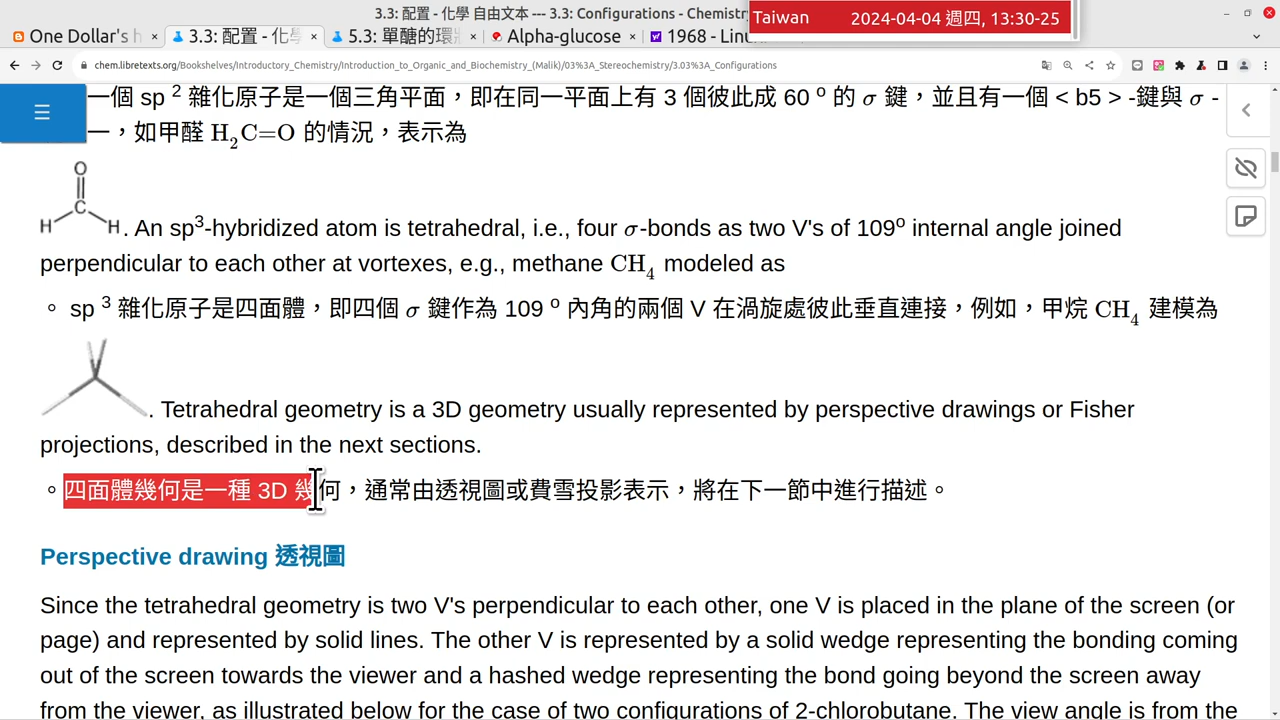 3.3: 配置 - 化學 自由文本 --- 3.3: Configurations - Chemistry
Taiwan 2024-04-04 週四, 13:30-25
One Dollar's h
3.3: 配置 - 化學
5.3: 單醣的環
Alpha-glucose
1968 - Lin
chem.libretexts.org/Bookshelves/Introductory_Chemistry/Introduction_to_Organic_and_Biochemistry_(Malik)/03%3A_Stereochemistry/3.03%3A_Configurations
一個 sp 2 雜化原子是一個三角平面，即在同一平面上有 3 個彼此成 60 o 的 σ 鍵，並且有一個 < b5 > -鍵與 σ -
一，如甲醛 H2C=O 的情況，表示為
O
C
H H
. An sp3-hybridized atom is tetrahedral, i.e., four σ-bonds as two V's of 109o internal angle joined
perpendicular to each other at vortexes, e.g., methane CH4 modeled as
。 sp 3 雜化原子是四面體，即四個 σ 鍵作為 109 o 內角的兩個 V 在渦旋處彼此垂直連接，例如，甲烷 CH4 建模為
. Tetrahedral geometry is a 3D geometry usually represented by perspective drawings or Fisher
projections, described in the next sections.
。四面體幾何是一種 3D 幾何，通常由透視圖或費雪投影表示，將在下一節中進行描述。
Perspective drawing 透視圖
Since the tetrahedral geometry is two V's perpendicular to each other, one V is placed in the plane of the screen (or
page) and represented by solid lines. The other V is represented by a solid wedge representing the bonding coming
out of the screen towards the viewer and a hashed wedge representing the bond going beyond the screen away
from the viewer, as illustrated below for the case of two configurations of 2-chlorobutane. The view angle is from the